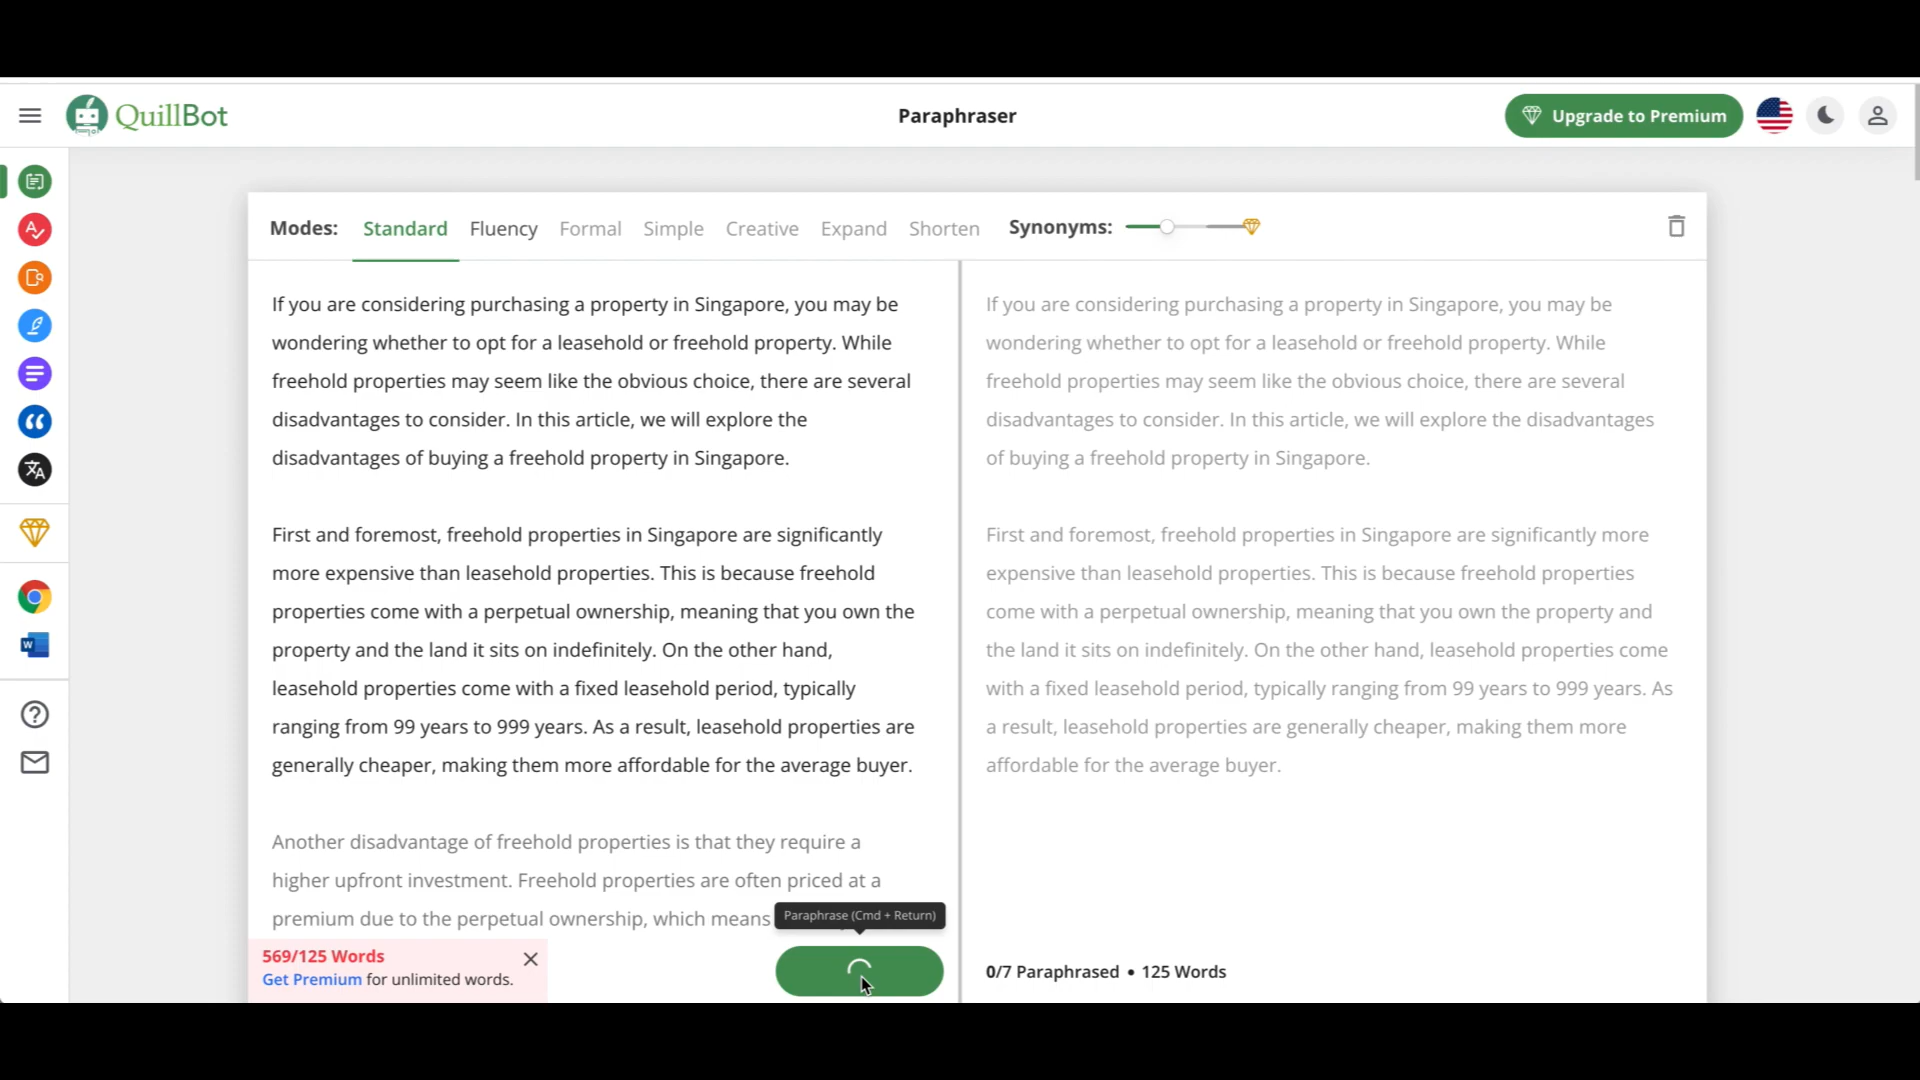 QuillBot
Paraphraser
Upgrade to Premium
Modes: Standard Fluency Formal Simple Creative Expand Shorten Synonyms:
If you are considering purchasing a property in Singapore, you may be
wondering whether to opt for a leasehold or freehold property. While
freehold properties may seem like the obvious choice, there are several
disadvantages to consider. In this article, we will explore the
disadvantages of buying a freehold property in Singapore.
First and foremost, freehold properties in Singapore are significantly
more expensive than leasehold properties. This is because freehold
properties come with a perpetual ownership, meaning that you own the
property and the land it sits on indefinitely. On the other hand,
leasehold properties come with a fixed leasehold period, typically
ranging from 99 years to 999 years. As a result, leasehold properties are
generally cheaper, making them more affordable for the average buyer.
Another disadvantage of freehold properties is that they require a
higher upfront investment. Freehold properties are often priced at a
premium due to the perpetual ownership, which means
Paraphrase (Cmd + Return)
569/125 Words
Get Premium for unlimited words.
If you are considering purchasing a property in Singapore, you may be
wondering whether to opt for a leasehold or freehold property. While
freehold properties may seem like the obvious choice, there are several
disadvantages to consider. In this article, we will explore the disadvantages
of buying a freehold property in Singapore.
First and foremost, freehold properties in Singapore are significantly more
expensive than leasehold properties. This is because freehold properties
come with a perpetual ownership, meaning that you own the property and
the land it sits on indefinitely. On the other hand, leasehold properties come
with a fixed leasehold period, typically ranging from 99 years to 999 years. As
a result, leasehold properties are generally cheaper, making them more
affordable for the average buyer.
0/7 Paraphrased • 125 Words